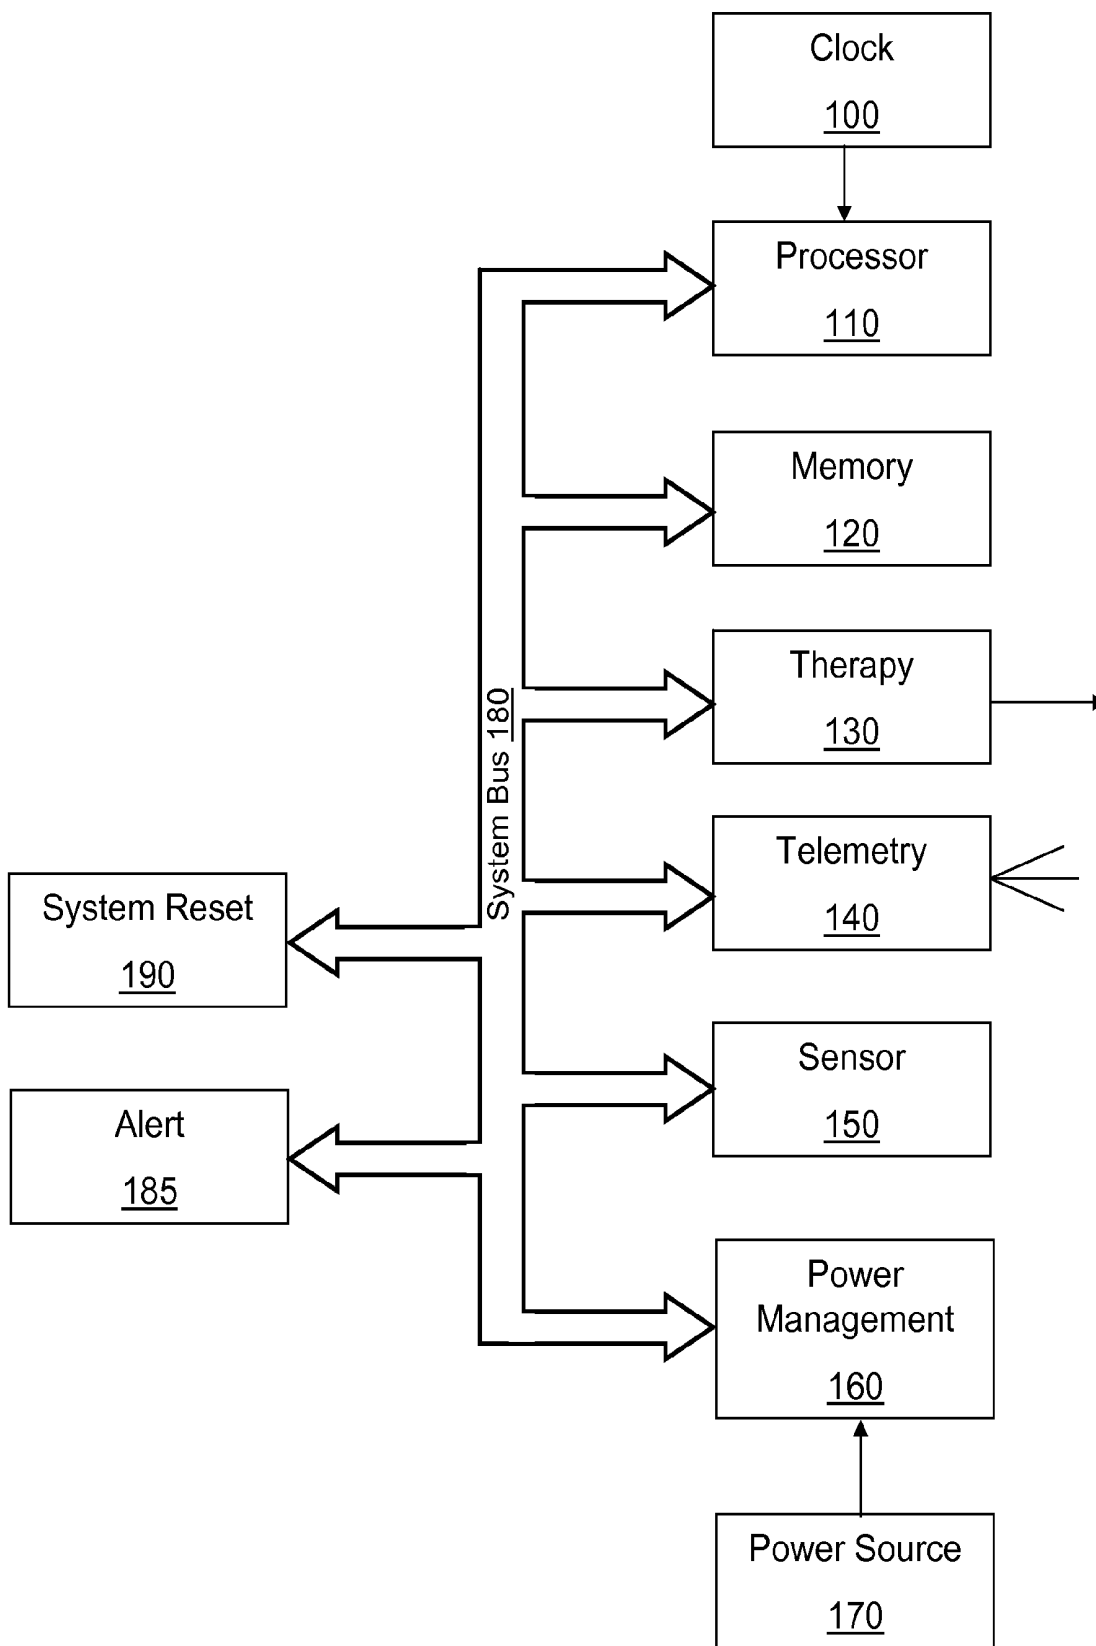 Clock
100
Processor
110
Memory
120
Therapy
130
System Bus 180
Telemetry
140
System Reset
190
Sensor
150
Alert
185
Power
Management
160
Power Source
170